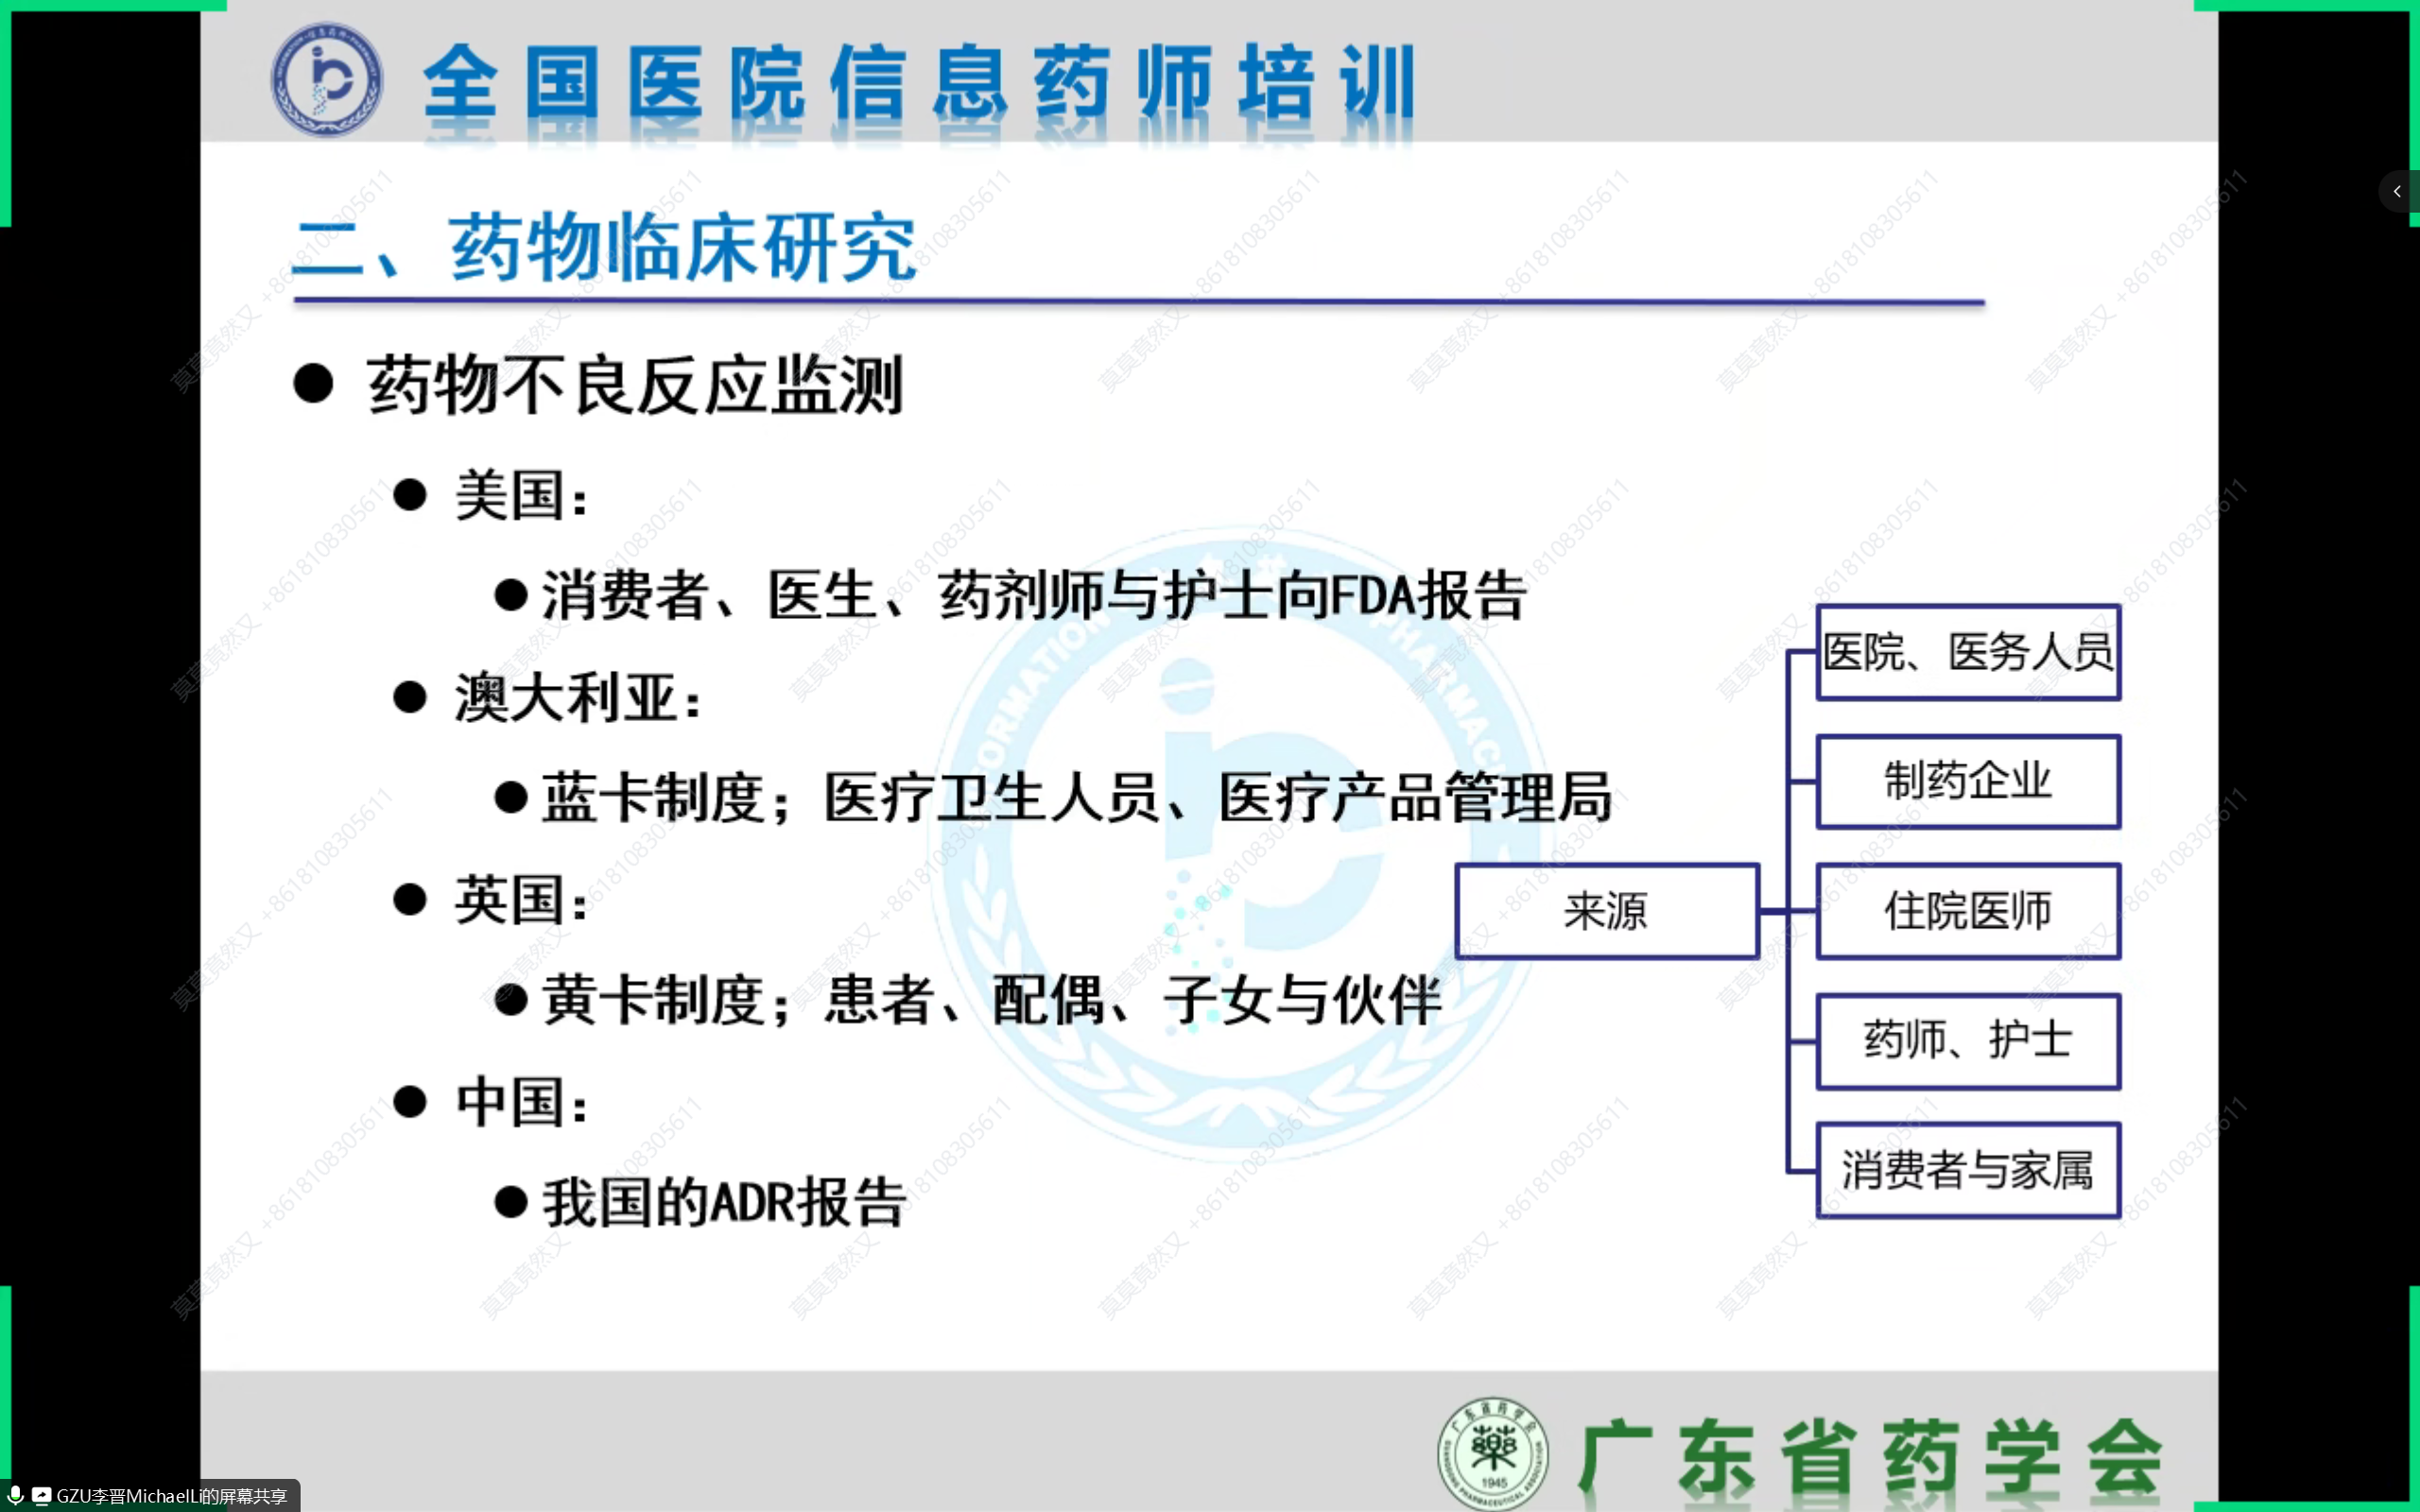 全国医院信息药师培训
二、药物临床研究
● 药物不良反应监测
● 美国：
● 消费者、医生、药剂师与护士向FDA报告
● 澳大利亚：
● 蓝卡制度；医疗卫生人员、医疗产品管理局
● 英国：
● 黄卡制度；患者、配偶、子女与伙伴
● 中国：
● 我国的ADR报告
来源
医院、医务人员
制药企业
住院医师
药师、护士
消费者与家属
广东省药学会
1945
GZU李晋MichaelLi的屏幕共享
莫莫竟然又 +8618108305611